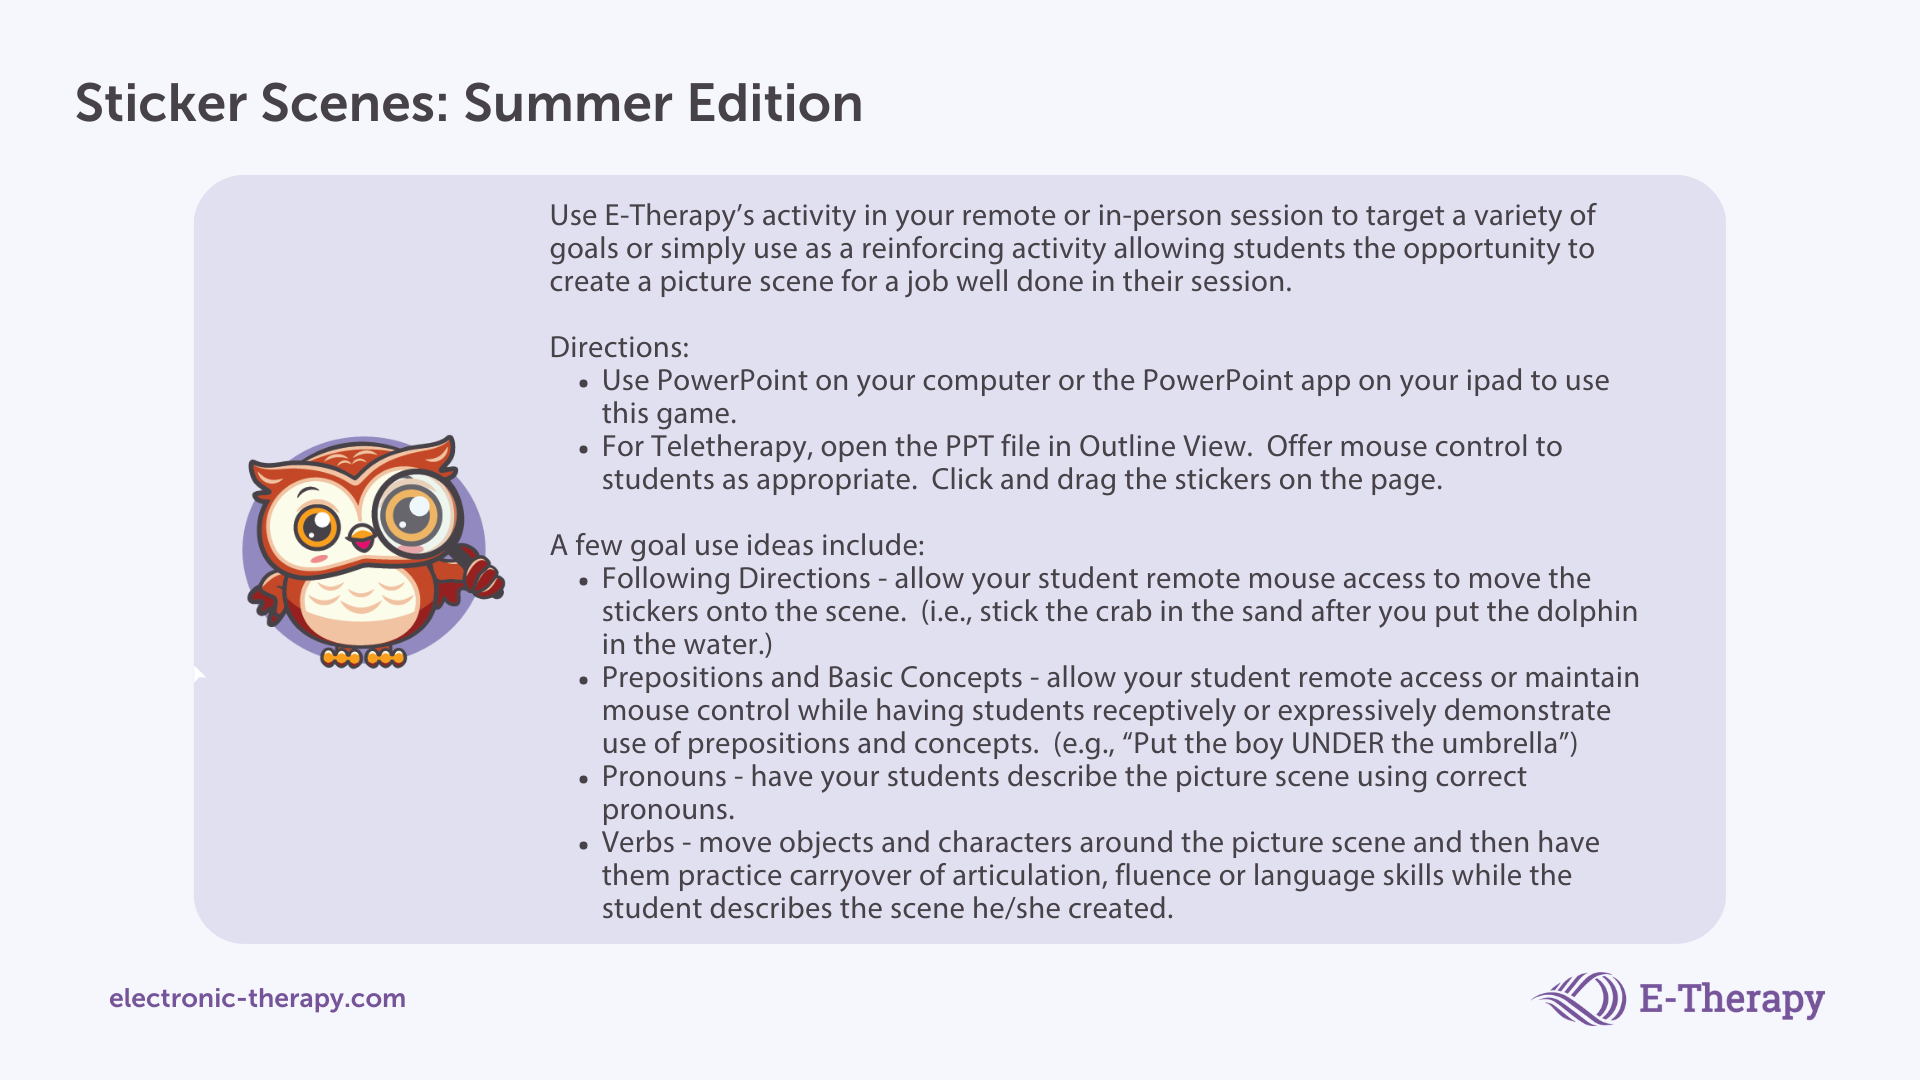 Sticker Scenes: Summer Edition
Use E-Therapy’s activity in your remote or in-person session to target a variety of
goals or simply use as a reinforcing activity allowing students the opportunity to
create a picture scene for a job well done in their session.
Directions:
• Use PowerPoint on your computer or the PowerPoint app on your ipad to use
this game.
• For Teletherapy, open the PPT file in Outline View.  Offer mouse control to
students as appropriate.  Click and drag the stickers on the page.
A few goal use ideas include:
• Following Directions - allow your student remote mouse access to move the
stickers onto the scene.  (i.e., stick the crab in the sand after you put the dolphin
in the water.)
• Prepositions and Basic Concepts - allow your student remote access or maintain
mouse control while having students receptively or expressively demonstrate
use of prepositions and concepts.  (e.g., “Put the boy UNDER the umbrella”)
• Pronouns - have your students describe the picture scene using correct
pronouns.
• Verbs - move objects and characters around the picture scene and then have
them practice carryover of articulation, fluence or language skills while the
student describes the scene he/she created.
electronic-therapy.com
E-Therapy